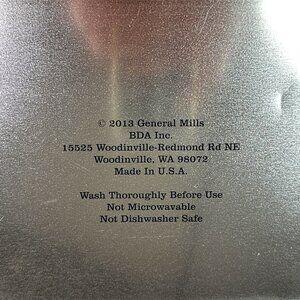 © 2013 General Mills
BDA Inc.
15525 Woodinville-Redmond Rd NE
Woodinville, WA 98072
Made In U.S.A.
Wash Thoroughly Before Use
Not Microwavable
Not Dishwasher Safe